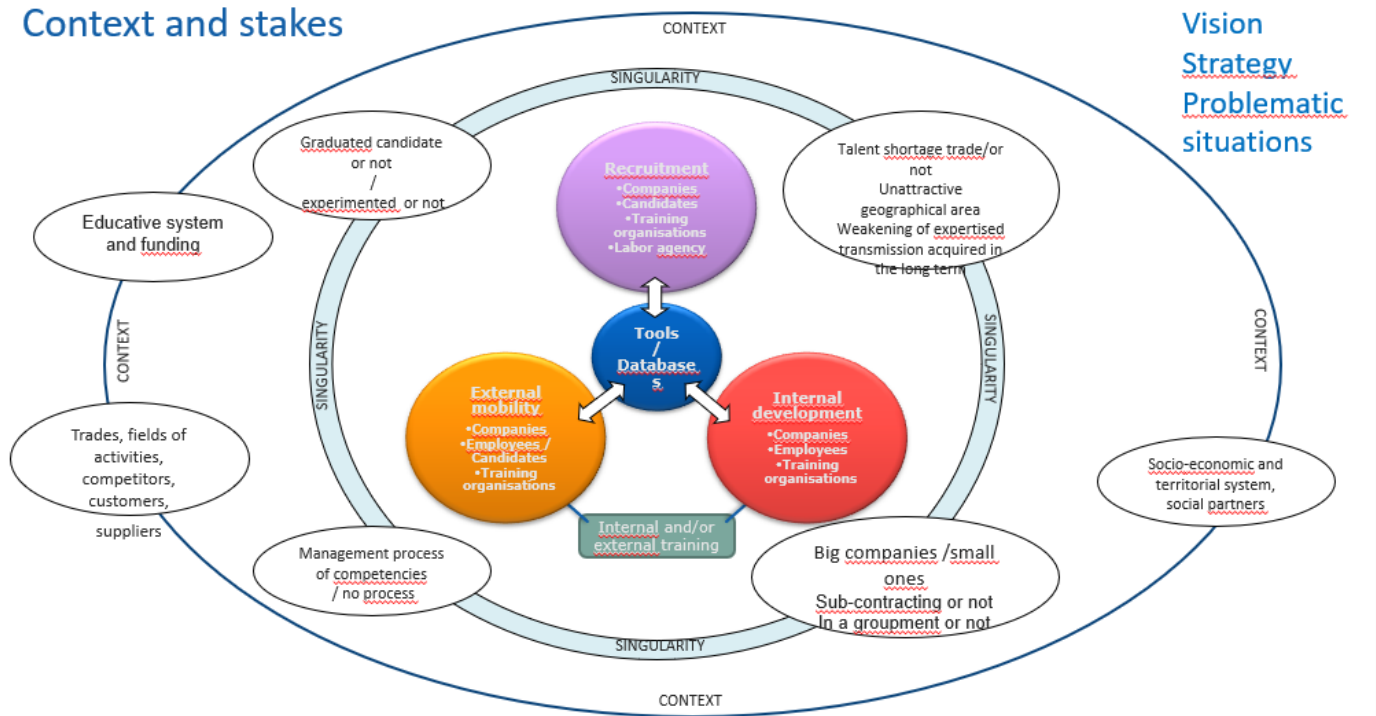 Context and stakes
CONTEXT
Vision
Strategy
Problematic
situations
SINGULARITY
Graduated candidate
or not
/
experimented or not
Recruitment
•Companies
•Candidates
•Training
organisations
•Labor agency
Talent shortage trade/or
not
Unattractive
geographical area
Weakening of expertised
transmission acquired in
the long term
Educative system
and funding
CONTEXT
SINGULARITY
Tools
/
Database
s
SINGULARITY
CONTEXT
External
mobility
•Companies
•Employees /
Candidates
•Training
organisations
Internal
development
•Companies
•Employees
•Training
organisations
Trades, fields of
activities,
competitors,
customers,
suppliers
Socio-economic and
territorial system,
social partners
Internal and/or
external training
Management process
of competencies
/ no process
Big companies /small
ones
Sub-contracting or not
In a groupment or not
SINGULARITY
CONTEXT